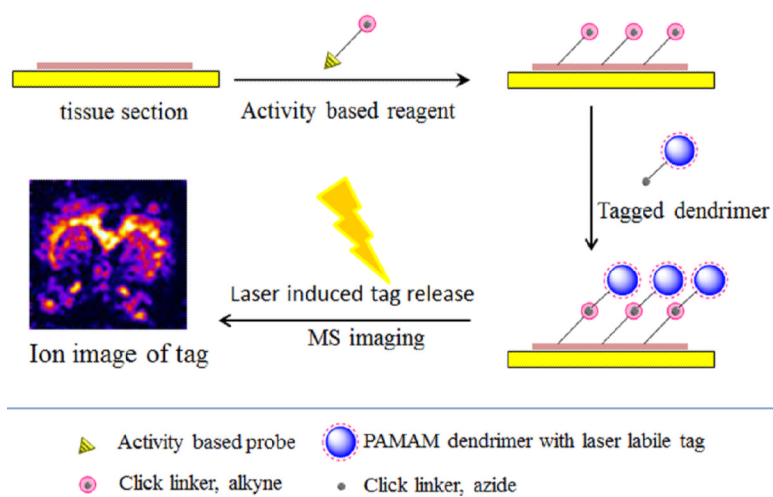 tissue section
Activity based reagent
Tagged dendrimer
Laser induced tag release
MS imaging
Ion image of tag
Activity based probe
PAMAM dendrimer with laser labile tag
Click linker, alkyne
Click linker, azide